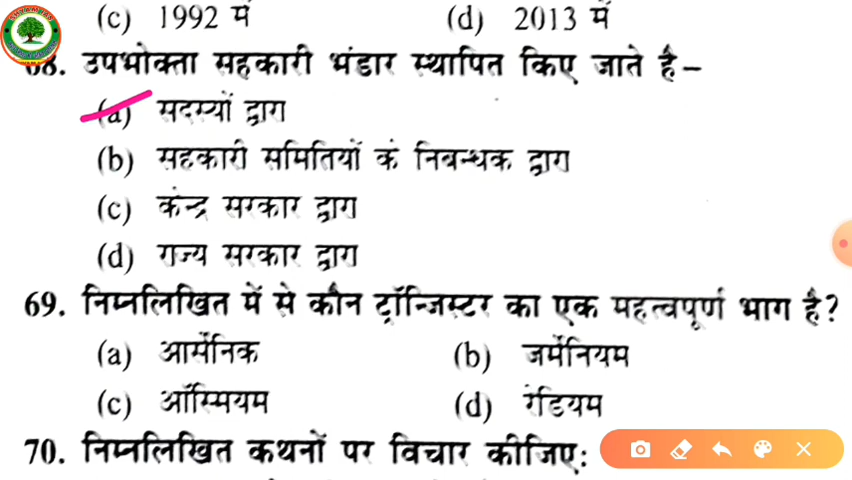 (c) 1992 में (d) 2013 में
68. उपभोक्ता सहकारी भंडार स्थापित किए जाते है –
(a) सदस्यों द्वारा
(b) सहकारी समितियों के निबन्धक द्वारा
(c) केन्द्र सरकार द्वारा
(d) राज्य सरकार द्वारा
69. निम्नलिखित में से कौन ट्रॉन्जिस्टर का एक महत्वपूर्ण भाग है?
(a) आर्सेनिक (b) जर्मेनियम
(c) ऑस्मियम (d) रेडियम
70. निम्नलिखित कथनों पर विचार कीजिए: